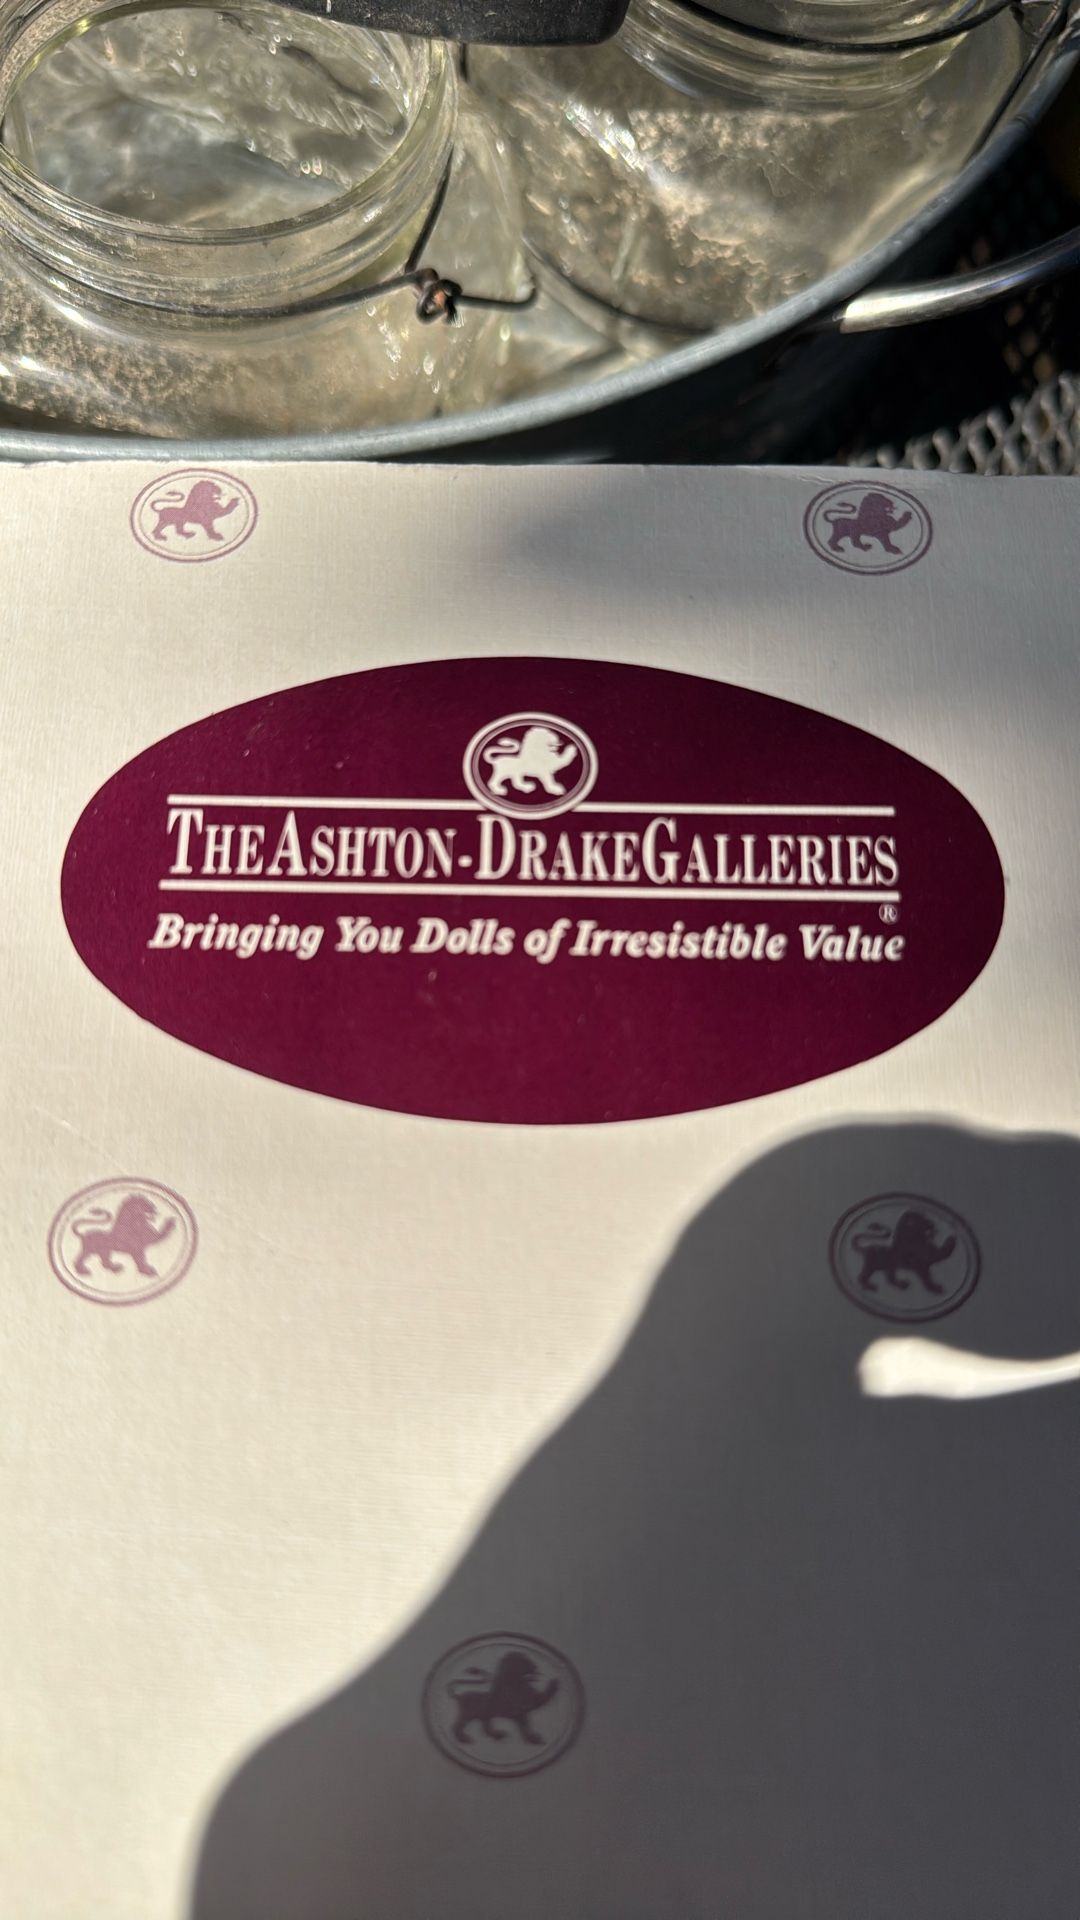 The Ashton-Drake Galleries
®
Bringing You Dolls of Irresistible Value